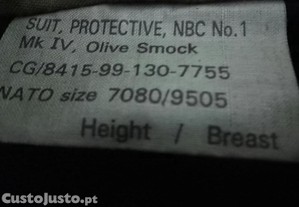 SUIT, PROTECTIVE, NBC No.1
Mk IV, Olive Smock
CG/8415-99-130-7755
NATO size 7080/9505
Height / Breast
CustoJusto.pt